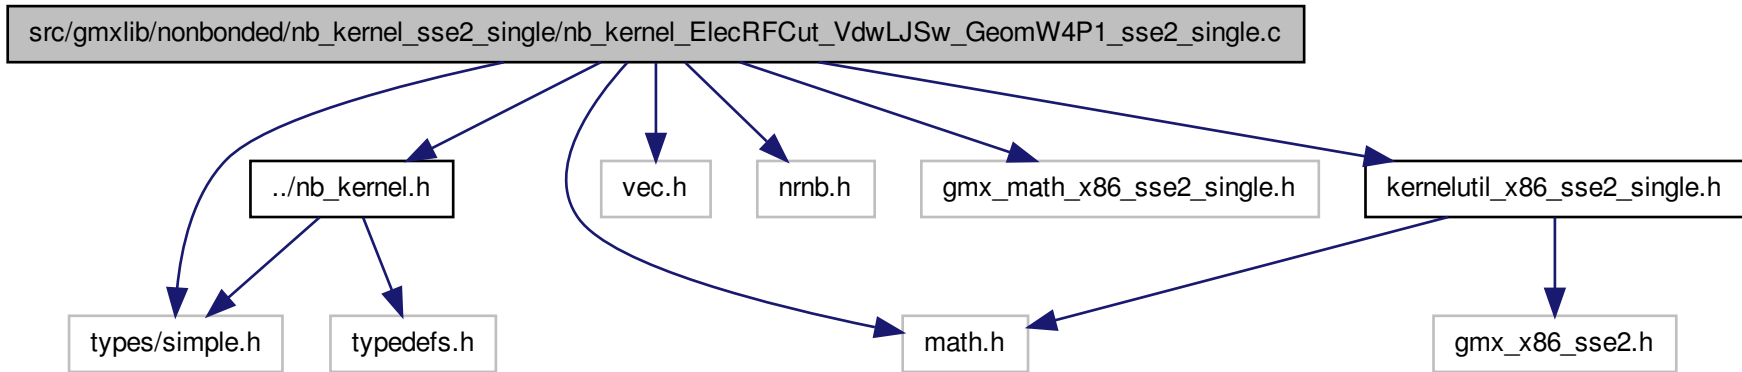 src/gmxlib/nonbonded/nb_kernel_sse2_single/nb_kernel_ElecRFCut_VdwLJSw_GeomW4P1_sse2_single.c
../nb_kernel.h
vec.h
nrnb.h
gmx_math_x86_sse2_single.h
kernelutil_x86_sse2_single.h
types/simple.h
typedefs.h
math.h
gmx_x86_sse2.h